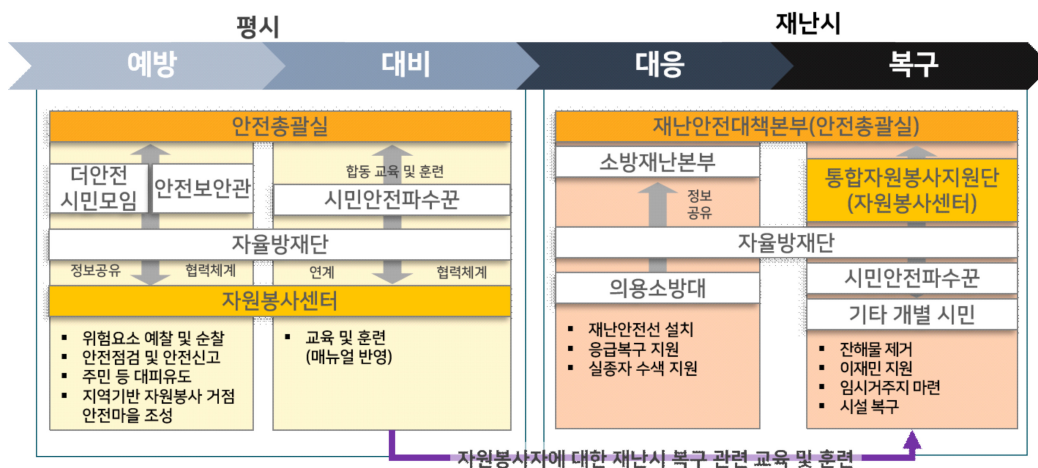 평시
재난시
예방
대비
대응
복구
안전총괄실
더안전
시민모임
안전보안관
합동 교육 및 훈련
시민안전파수꾼
자율방재단
정보공유
협력체계
연계
협력체계
자원봉사센터
위험요소 예찰 및 순찰
안전점검 및 안전신고
주민 등 대피유도
지역기반 자원봉사 거점
안전마을 조성
교육 및 훈련
(매뉴얼 반영)
재난안전대책본부(안전총괄실)
소방재난본부
정보
공유
통합자원봉사지원단
(자원봉사센터)
자율방재단
의용소방대
시민안전파수꾼
기타 개별 시민
재난안전선 설치
응급복구 지원
실종자 수색 지원
잔해물 제거
이재민 지원
임시거주지 마련
시설 복구
자원봉사자에 대한 재난시 복구 관련 교육 및 훈련